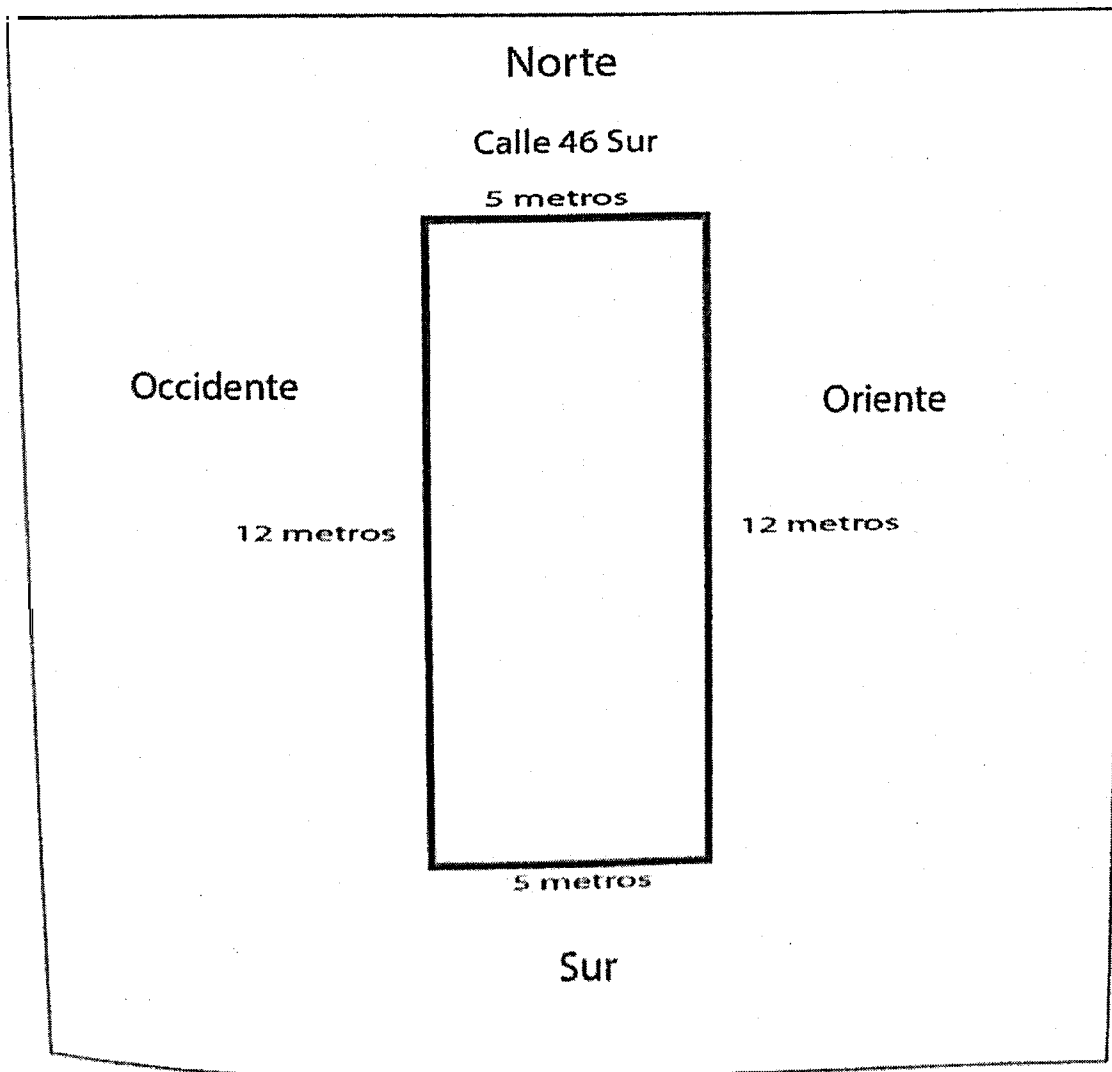 Norte
Calle 46 Sur
5 metros
Occidente
Oriente
12 metros
12 metros
5 metros
Sur